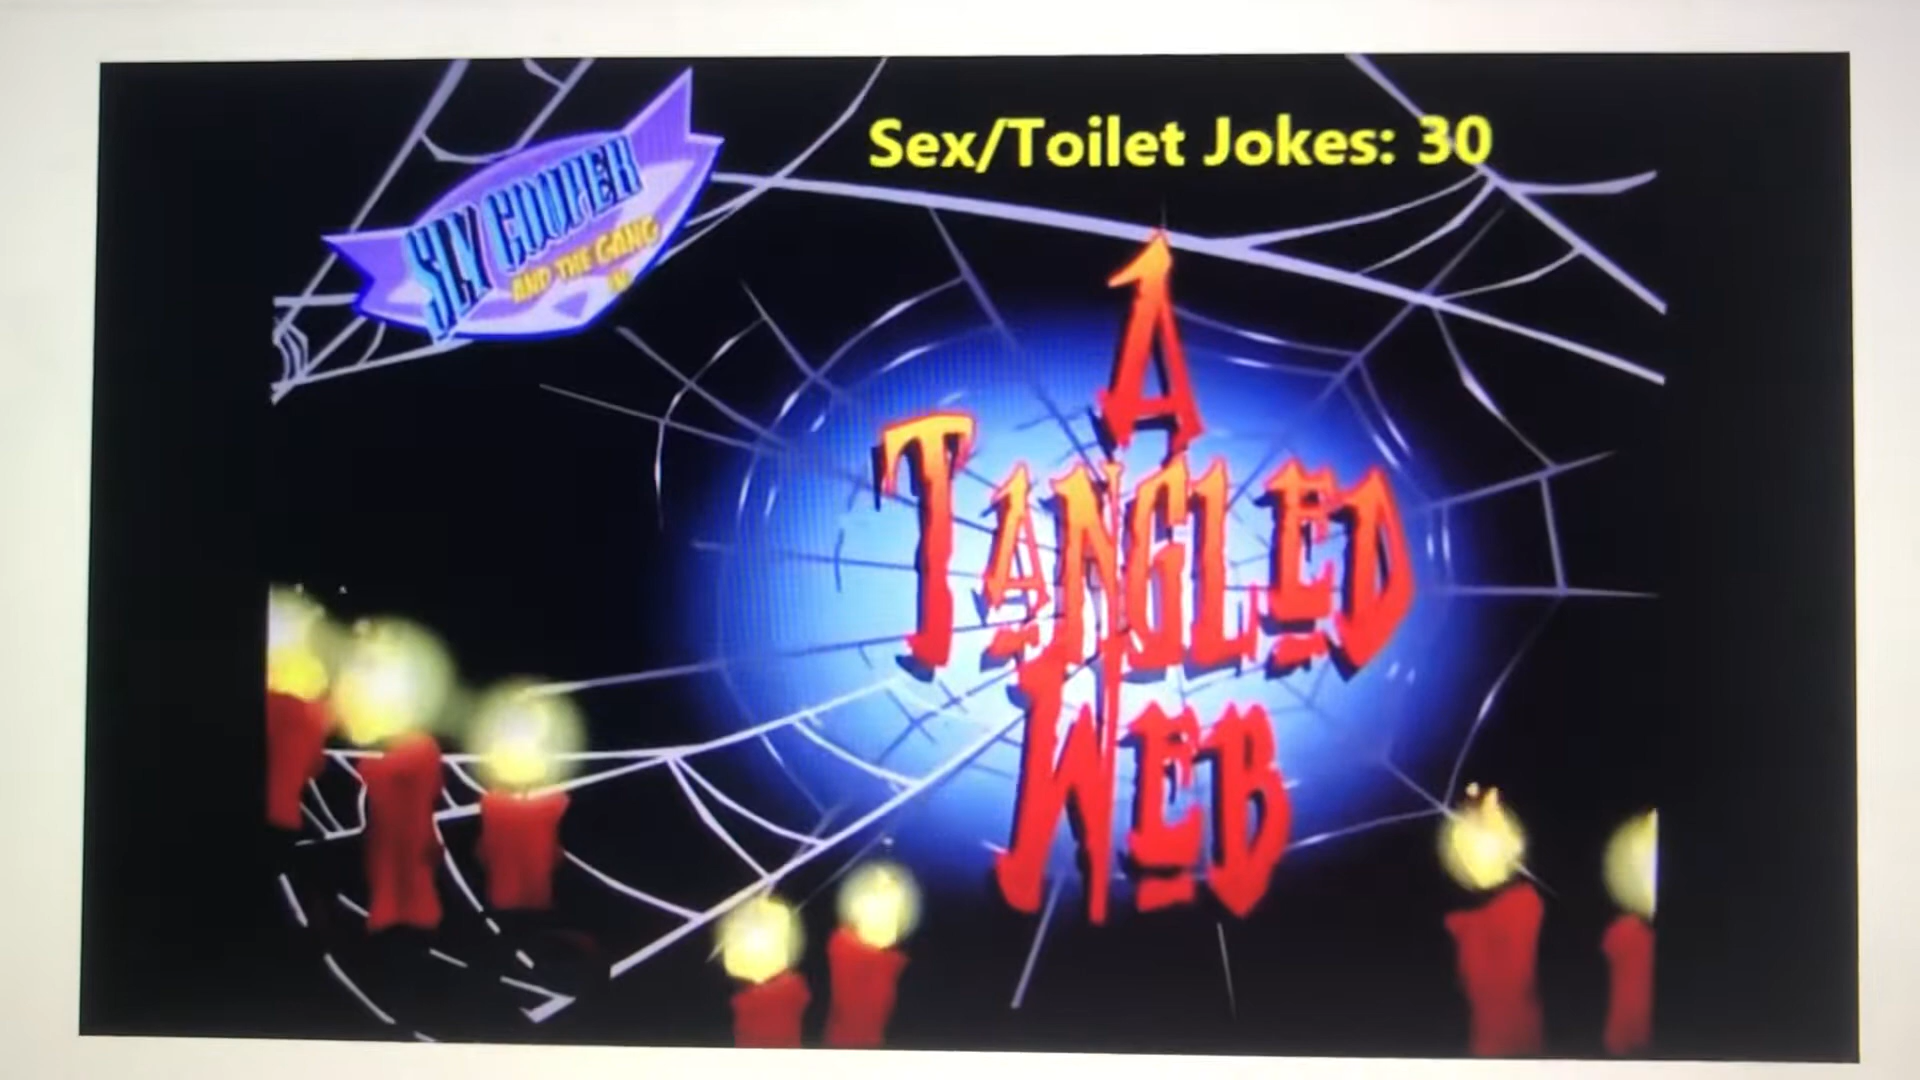 Sex/Toilet Jokes: 30
SLY COOPER
AND THE GANG
IN
A
TANGLED
WEB